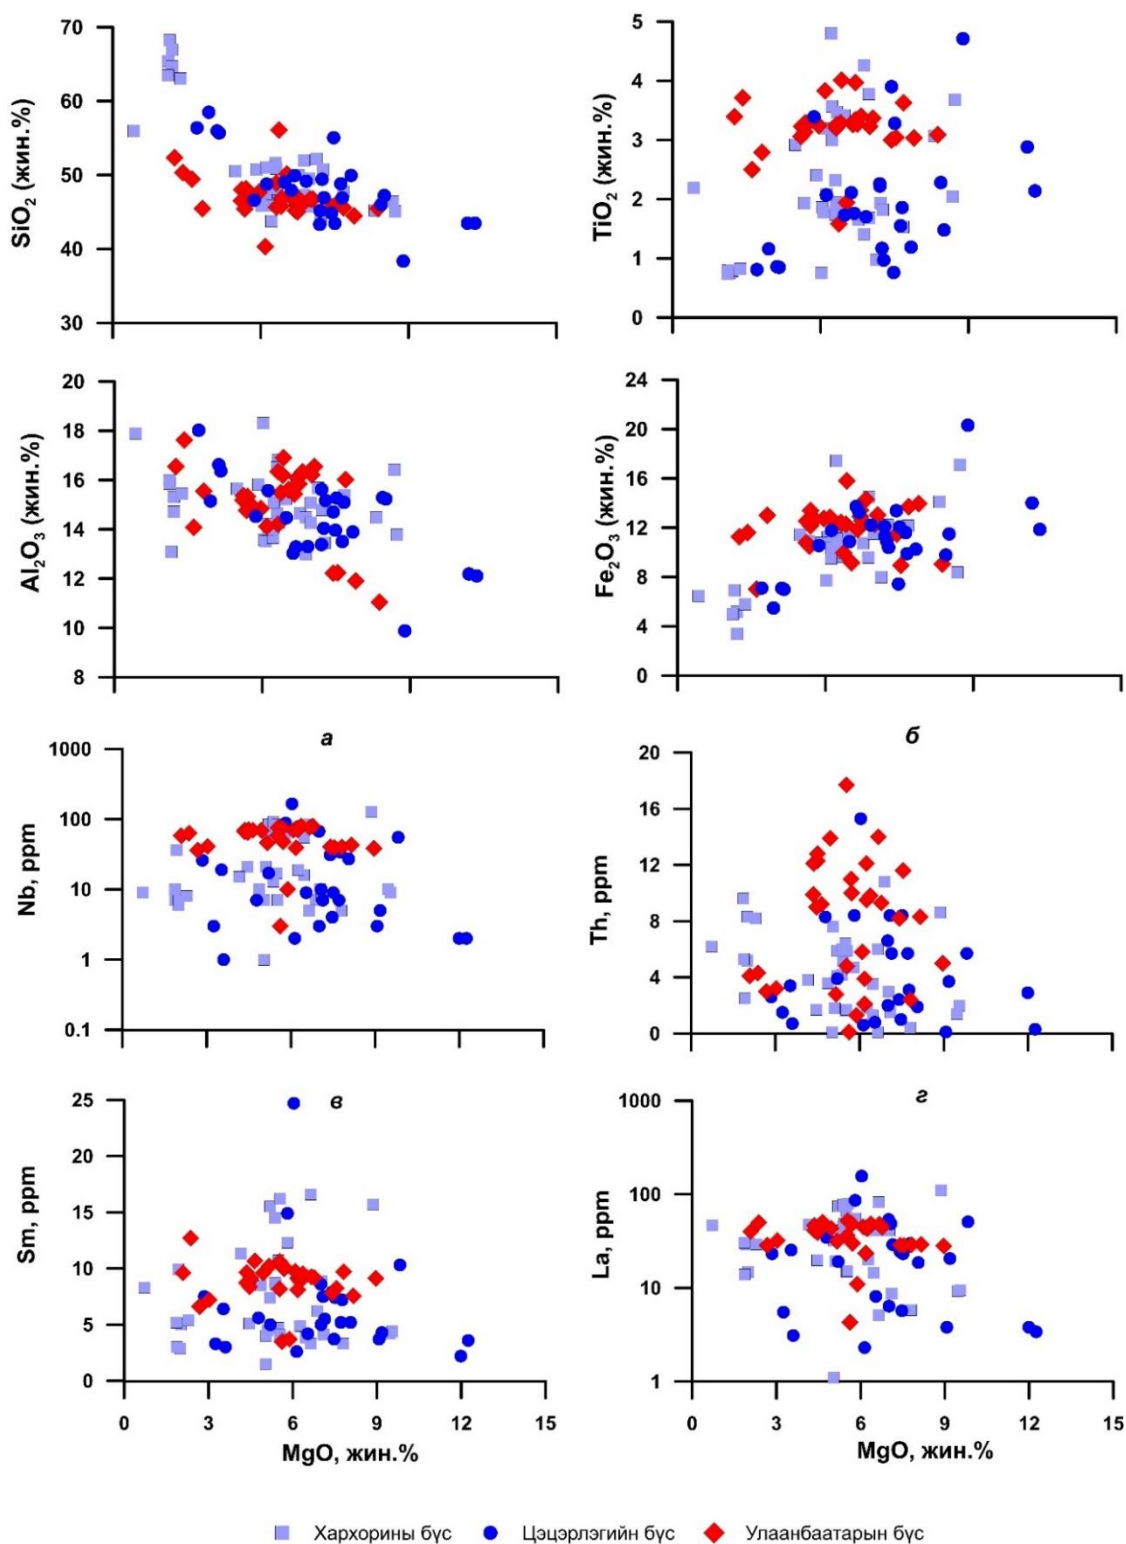 70
60
50
40
30
SiO₂ (жин.%)
5
4
3
2
1
0
TiO₂ (жин.%)
20
18
16
14
12
10
8
Al₂O₃ (жин.%)
24
20
16
12
8
4
0
Fe₂O₃ (жин.%)
а
б
1000
100
10
1
0.1
Nb, ppm
20
16
12
8
4
0
Th, ppm
в
г
25
20
15
10
5
0
Sm, ppm
0 3 6 9 12 15
MgO, жин.%
1000
100
10
1
La, ppm
0 3 6 9 12 15
MgO, жин.%
Хархорины бүс Цэцэрлэгийн бүс Улаанбаатарын бүс